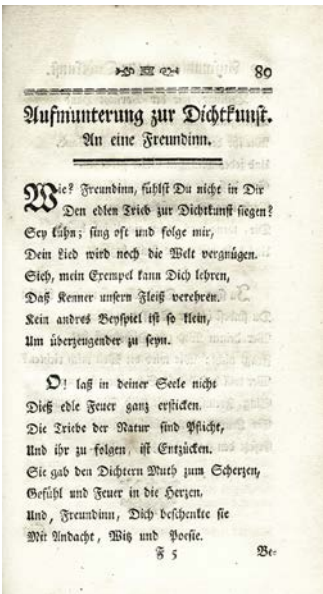 80
Aufmunterung zur Dichtkunst.
An eine Freundinn.
Wie? Freundinn, fühlst Du nicht in Dir
Den edlen Trieb zur Dichtkunst siegen?
Sey kühn; sing oft und folge mir,
Dein Lied wird noch die Welt vergnügen.
Sieh, mein Exempel kann Dich lehren,
Daß Kenner unsern Fleiß verehren.
Kein andres Beyspiel ist so klein,
Um überzeugender zu seyn.
O! laß in deiner Seele nicht
Dieß edle Feuer ganz ersticken.
Die Triebe der Natur sind Pflicht,
Und ihr zu folgen, ist Entzücken.
Sie gab den Dichtern Muth zum Scherzen,
Gefühl und Feuer in die Herzen,
Und, Freundinn, Dich beschenkte sie
Mit Andacht, Witz und Poesie.
F 5 Be-